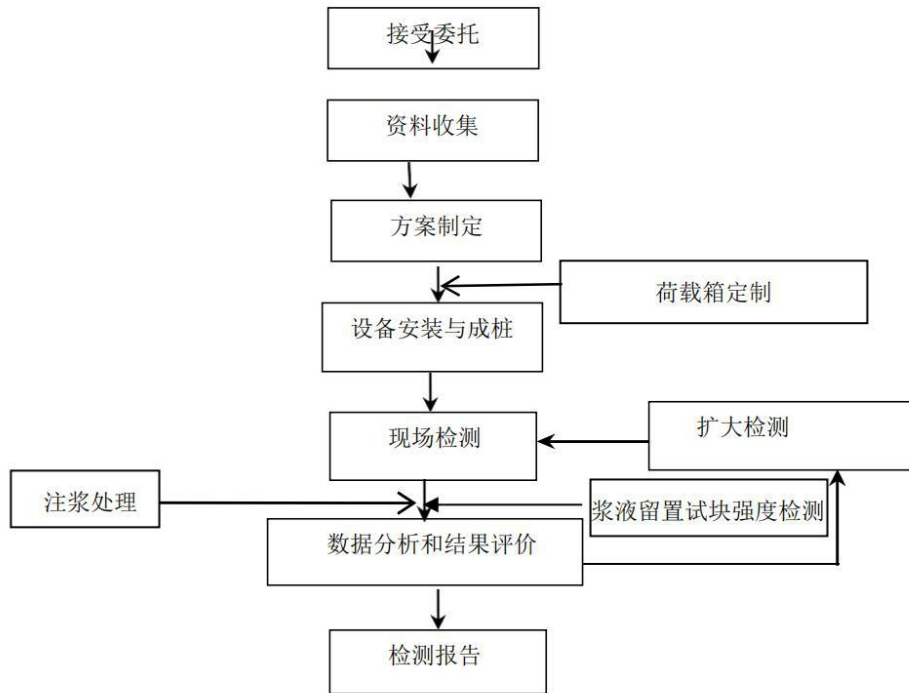 接受委托
资料收集
方案制定
荷载箱定制
设备安装与成桩
现场检测
扩大检测
注浆处理
浆液留置试块强度检测
数据分析和结果评价
检测报告